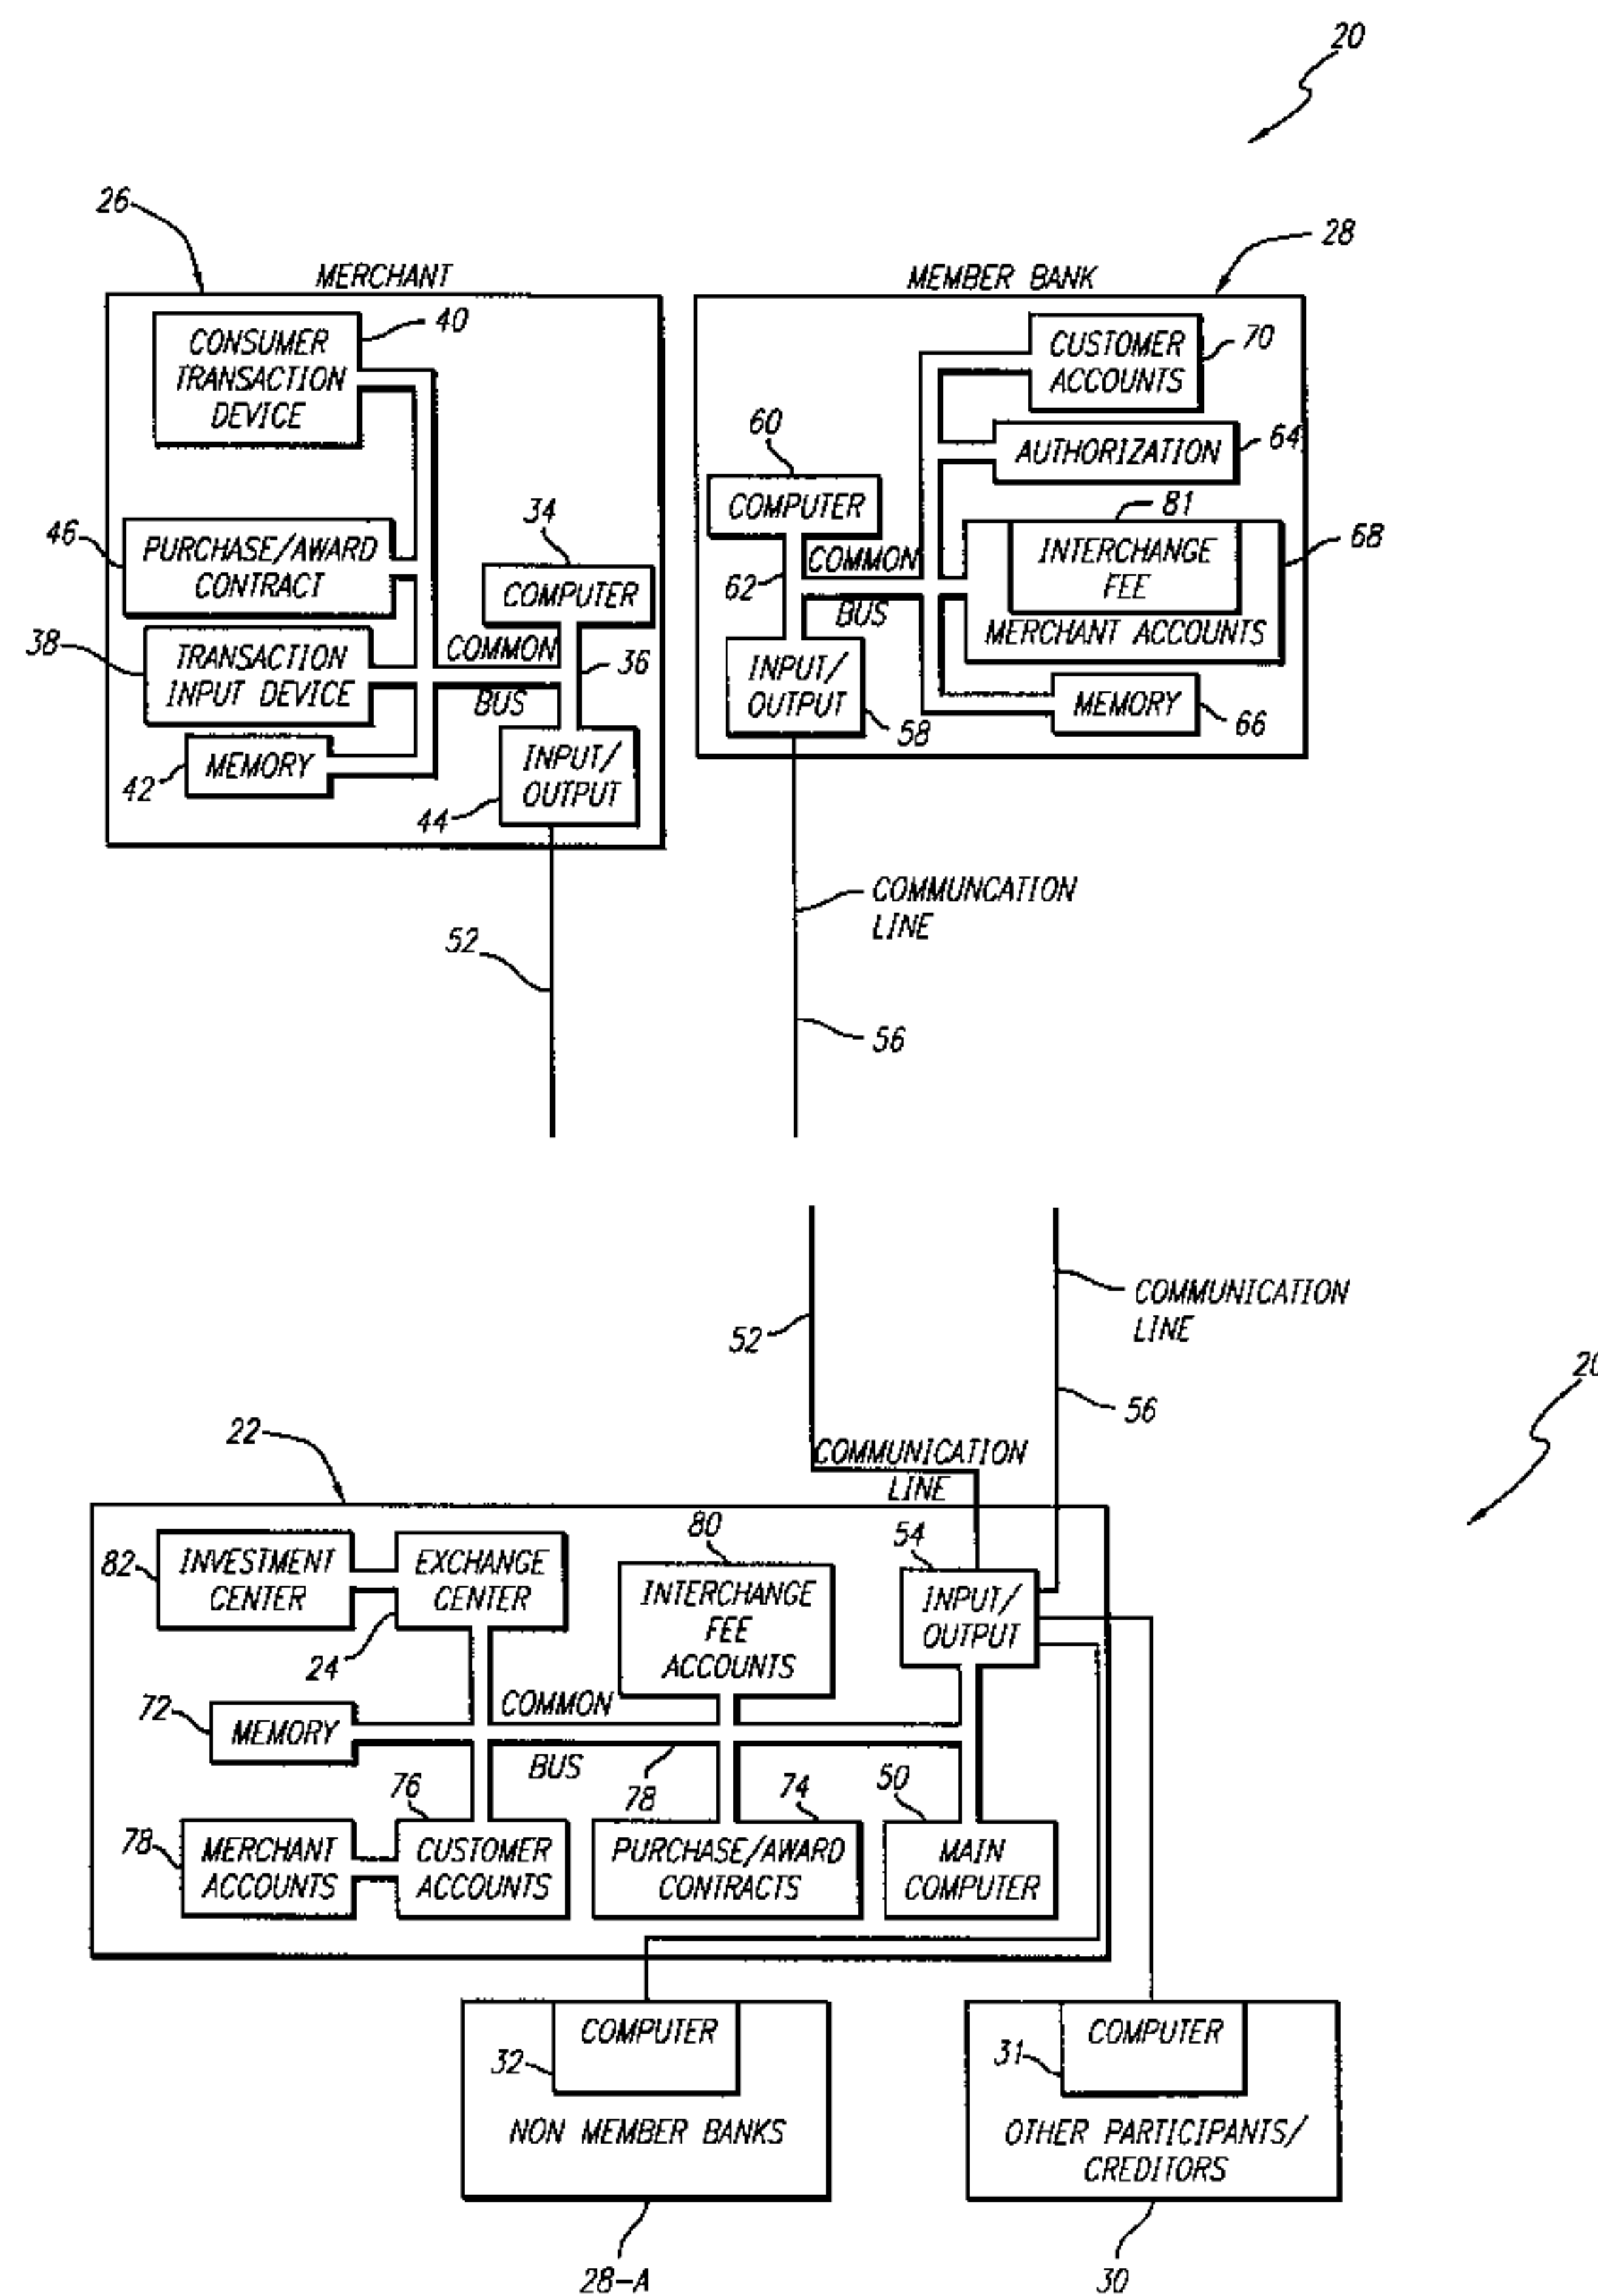 20
26
28
MERCHANT
MEMBER BANK
CONSUMER
TRANSACTION
DEVICE
40
CUSTOMER
ACCOUNTS
70
60
AUTHORIZATION
64
COMPUTER
81
46
PURCHASE/AWARD
CONTRACT
34
COMPUTER
COMMON
62
BUS
INTERCHANGE
FEE
68
MERCHANT ACCOUNTS
38
TRANSACTION
INPUT DEVICE
COMMON
36
BUS
INPUT/
OUTPUT
58
MEMORY
66
42
MEMORY
INPUT/
OUTPUT
44
COMMUNCATION
LINE
52
56
COMMUNICATION
LINE
52
20
56
22
COMMUNICATION
LINE
80
54
82
INVESTMENT
CENTER
EXCHANGE
CENTER
24
INTERCHANGE
FEE
ACCOUNTS
INPUT/
OUTPUT
72
MEMORY
COMMON
BUS
78
76
74
50
78
MERCHANT
ACCOUNTS
CUSTOMER
ACCOUNTS
PURCHASE/AWARD
CONTRACTS
MAIN
COMPUTER
COMPUTER
32
NON MEMBER BANKS
COMPUTER
31
OTHER PARTICIPANTS/
CREDITORS
28-A
30